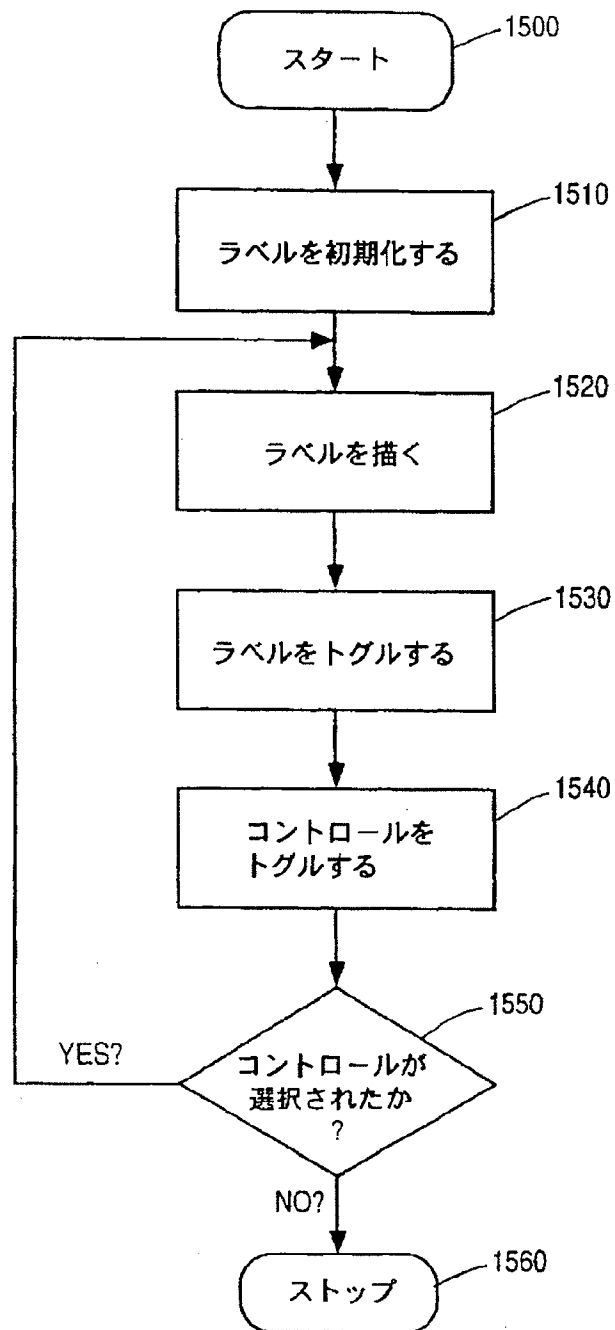 スタート
1500
1510
ラベルを初期化する
1520
ラベルを描く
1530
ラベルをトグルする
1540
コントロールを
トグルする
1550
YES?
コントロールが
選択されたか
?
NO?
ストップ
1560